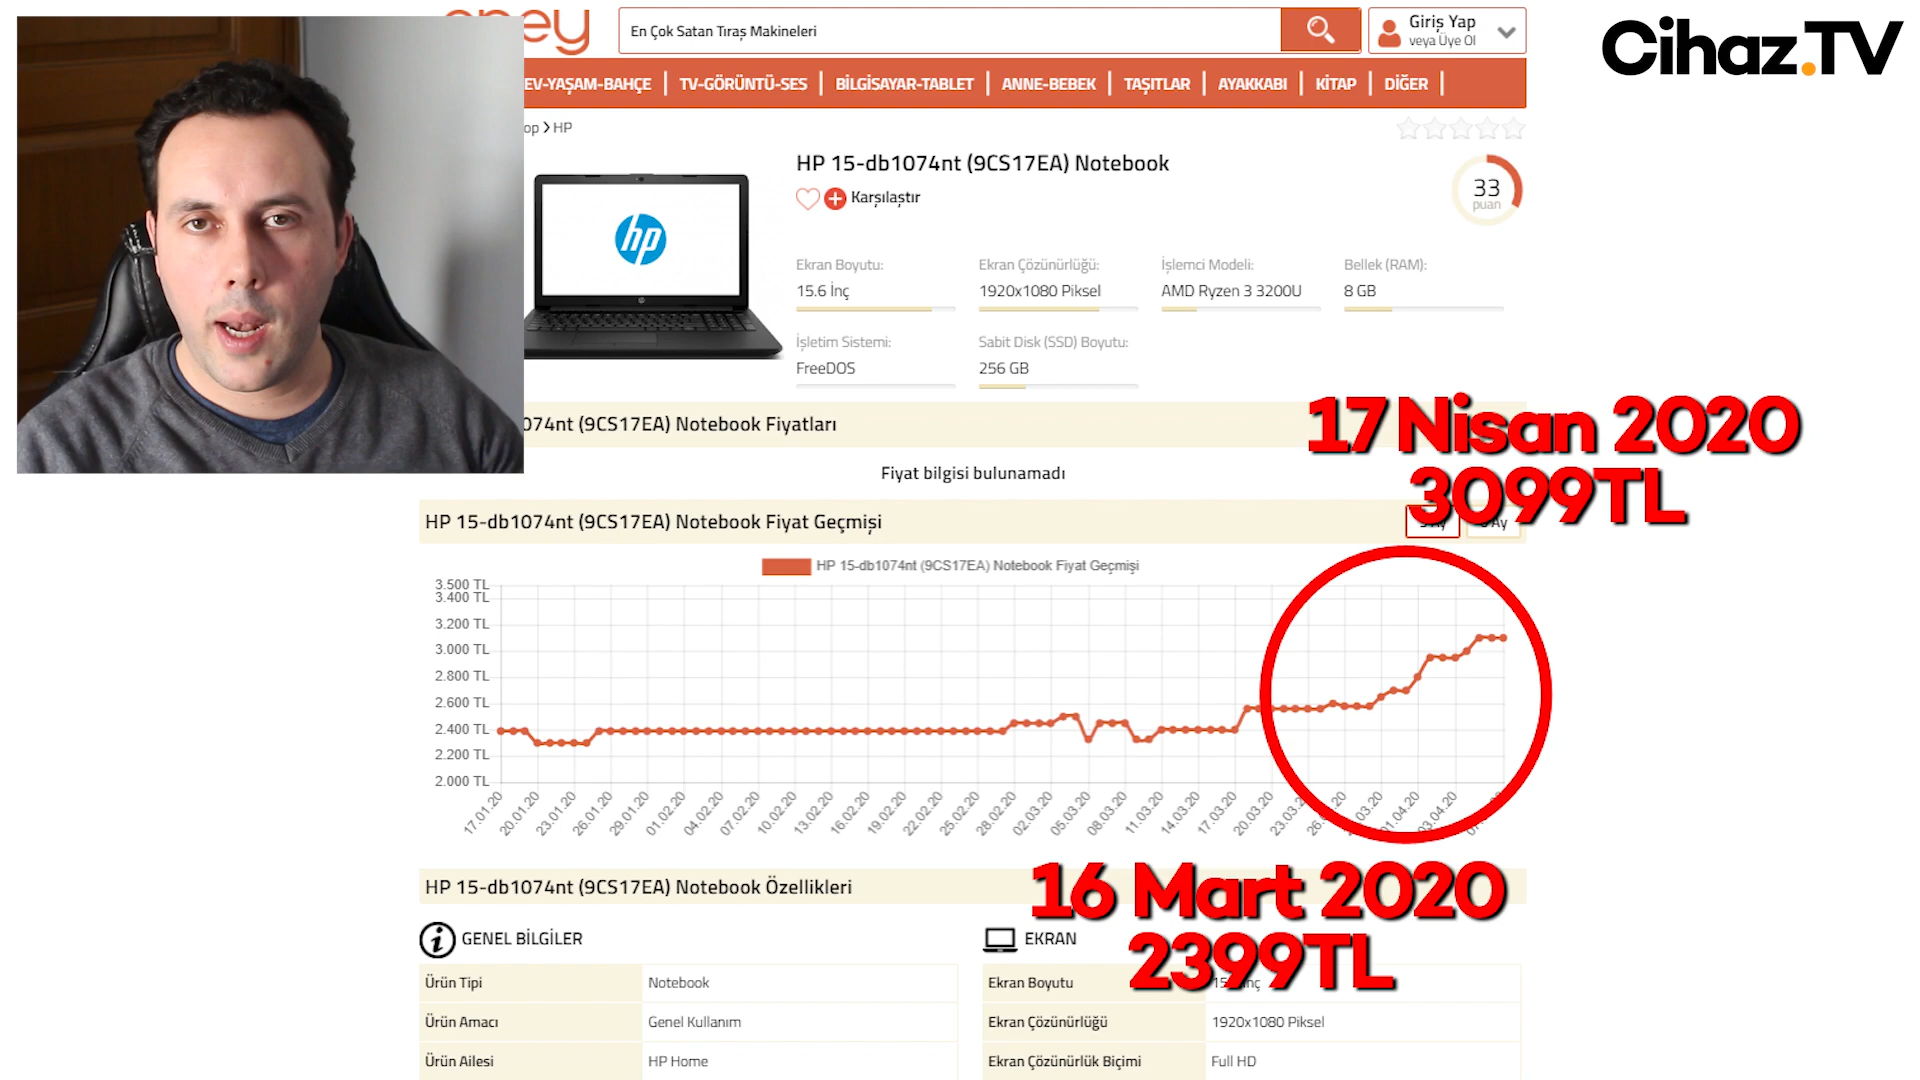 En Çok Satan Tıraş Makineleri
Giriş Yap
veya Üye Ol
Cihaz.TV
EV-YAŞAM-BAHÇE
TV-GÖRÜNTÜ-SES
BİLGİSAYAR-TABLET
ANNE-BEBEK
TAŞITLAR
AYAKKABI
KİTAP
DİĞER
HP
HP 15-db1074nt (9CS17EA) Notebook
Karşılaştır
33
puan
hp
Ekran Boyutu:
15.6 İnç
Ekran Çözünürlüğü:
1920x1080 Piksel
İşlemci Modeli:
AMD Ryzen 3 3200U
Bellek (RAM):
8 GB
İşletim Sistemi:
FreeDOS
Sabit Disk (SSD) Boyutu:
256 GB
074nt (9CS17EA) Notebook Fiyatları
17 Nisan 2020
3099TL
Fiyat bilgisi bulunamadı
HP 15-db1074nt (9CS17EA) Notebook Fiyat Geçmişi
Ay
HP 15-db1074nt (9CS17EA) Notebook Fiyat Geçmişi
3.500 TL
3.400 TL
3.200 TL
3.000 TL
2.800 TL
2.600 TL
2.400 TL
2.200 TL
2.000 TL
17.01.20
20.01.20
23.01.20
26.01.20
29.01.20
01.02.20
04.02.20
07.02.20
10.02.20
13.02.20
16.02.20
19.02.20
22.02.20
25.02.20
28.02.20
02.03.20
05.03.20
08.03.20
11.03.20
14.03.20
17.03.20
20.03.20
01.04.20
03.04.20
16 Mart 2020
2399TL
HP 15-db1074nt (9CS17EA) Notebook Özellikleri
GENEL BİLGİLER
Ürün Tipi
Notebook
Ürün Amacı
Genel Kullanım
Ürün Ailesi
HP Home
EKRAN
Ekran Boyutu
Ekran Çözünürlüğü
1920x1080 Piksel
Ekran Çözünürlük Biçimi
Full HD